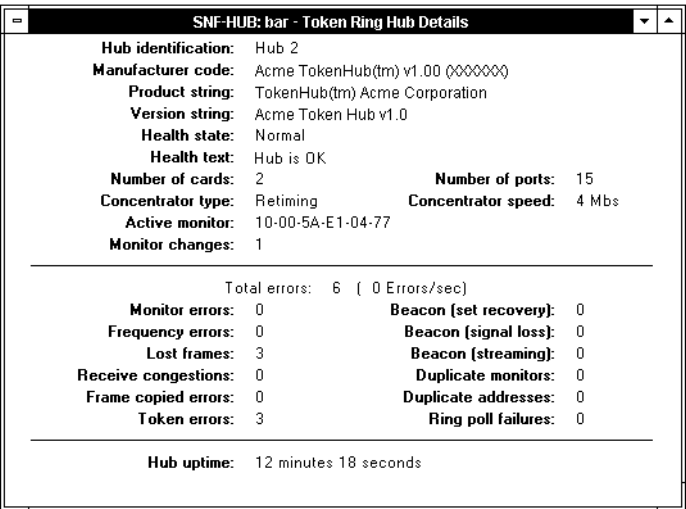 SNF-HUB: bar - Token Ring Hub Details
Hub identification: Hub 2
Manufacturer code: Acme TokenHub(tm) v1.00 (XXXXXXX)
Product string: TokenHub(tm) Acme Corporation
Version string: Acme Token Hub v1.0
Health state: Normal
Health text: Hub is OK
Number of cards: 2 Number of ports: 15
Concentrator type: Retiming Concentrator speed: 4 Mbs
Active monitor: 10-00-5A-E1-04-77
Monitor changes: 1
Total errors: 6 ( 0 Errors/sec)
Monitor errors: 0 Beacon (set recovery): 0
Frequency errors: 0 Beacon (signal loss): 0
Lost frames: 3 Beacon (streaming): 0
Receive congestions: 0 Duplicate monitors: 0
Frame copied errors: 0 Duplicate addresses: 0
Token errors: 3 Ring poll failures: 0
Hub uptime: 12 minutes 18 seconds